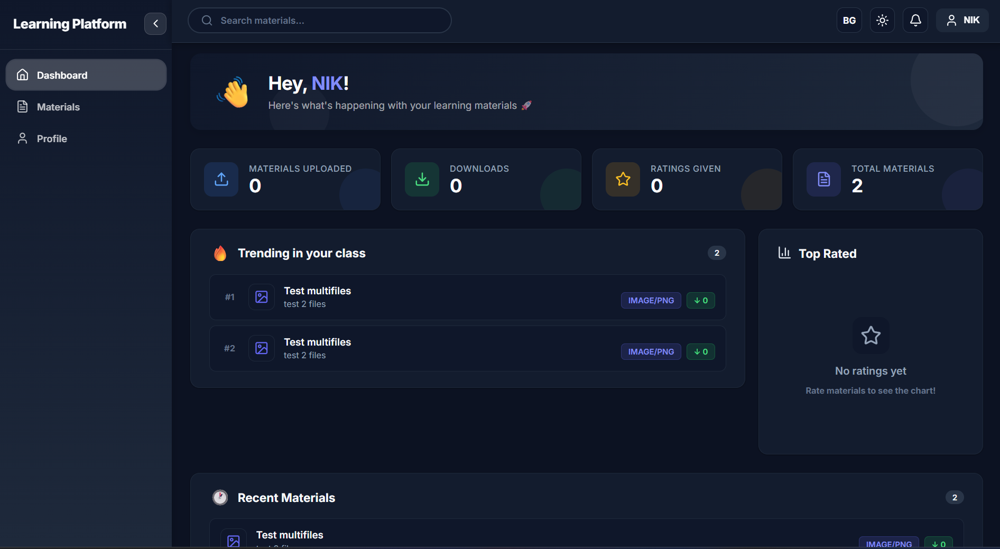 Learning Platform
Search materials...
BG
NIK
Dashboard
Materials
Profile
Hey, NIK!
Here's what's happening with your learning materials 🚀
MATERIALS UPLOADED
0
DOWNLOADS
0
RATINGS GIVEN
0
TOTAL MATERIALS
2
Trending in your class
2
#1
Test multifiles
test 2 files
IMAGE/PNG
↓ 0
#2
Test multifiles
test 2 files
IMAGE/PNG
↓ 0
Top Rated
No ratings yet
Rate materials to see the chart!
Recent Materials
2
Test multifiles
IMAGE/PNG
↓ 0